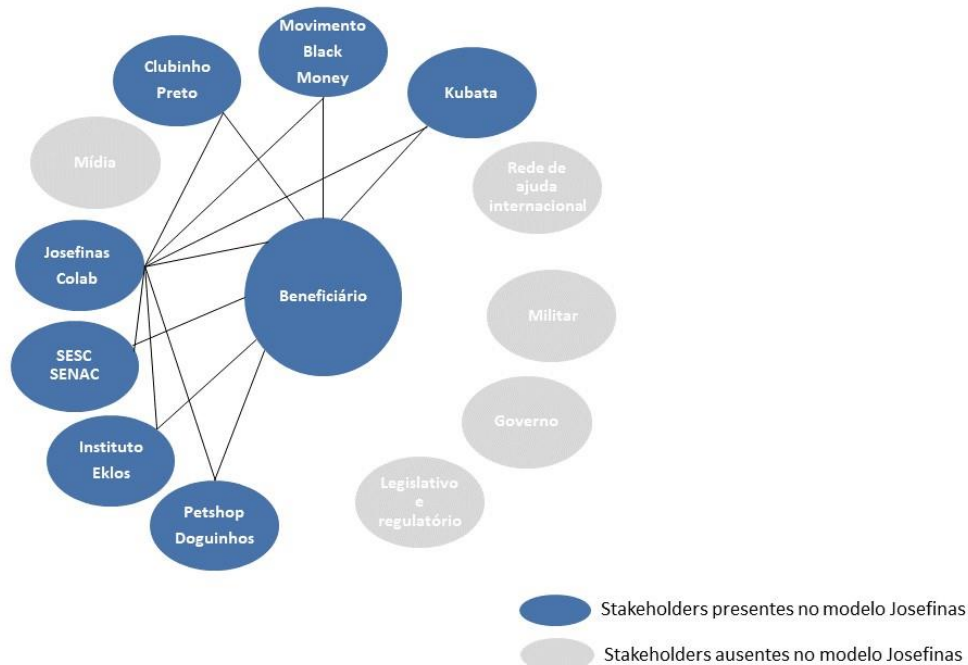 Movimento
Black
Money
Clubinho
Preto
Kubata
Mídia
Rede de
ajuda
internacional
Josefinas
Colab
Beneficiário
Militar
SESC
SENAC
Governo
Instituto
Eklos
Legislativo
e
regulatório
Petshop
Doguinhos
Stakeholders presentes no modelo Josefinas
Stakeholders ausentes no modelo Josefinas